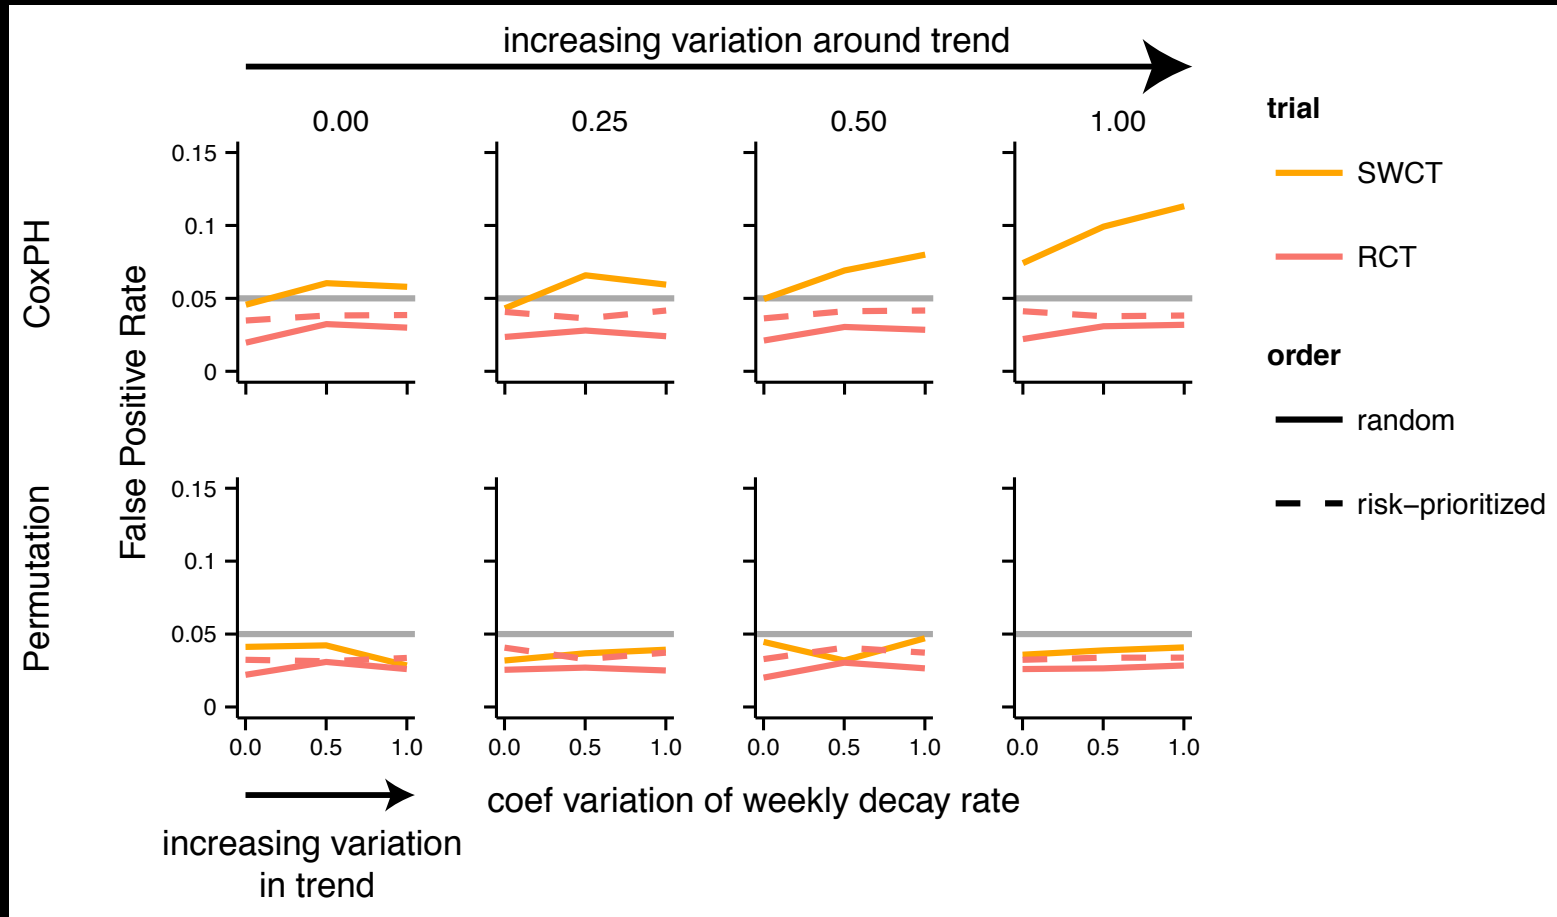 increasing variation around trend
0.00 0.25 0.50 1.00
CoxPH
Permutation
False Positive Rate
0.15
0.1
0.05
0
0.15
0.1
0.05
0
0.0 0.5 1.0 0.0 0.5 1.0 0.0 0.5 1.0 0.0 0.5 1.0
coef variation of weekly decay rate
increasing variation
in trend
trial
SWCT
RCT
order
random
risk−prioritized